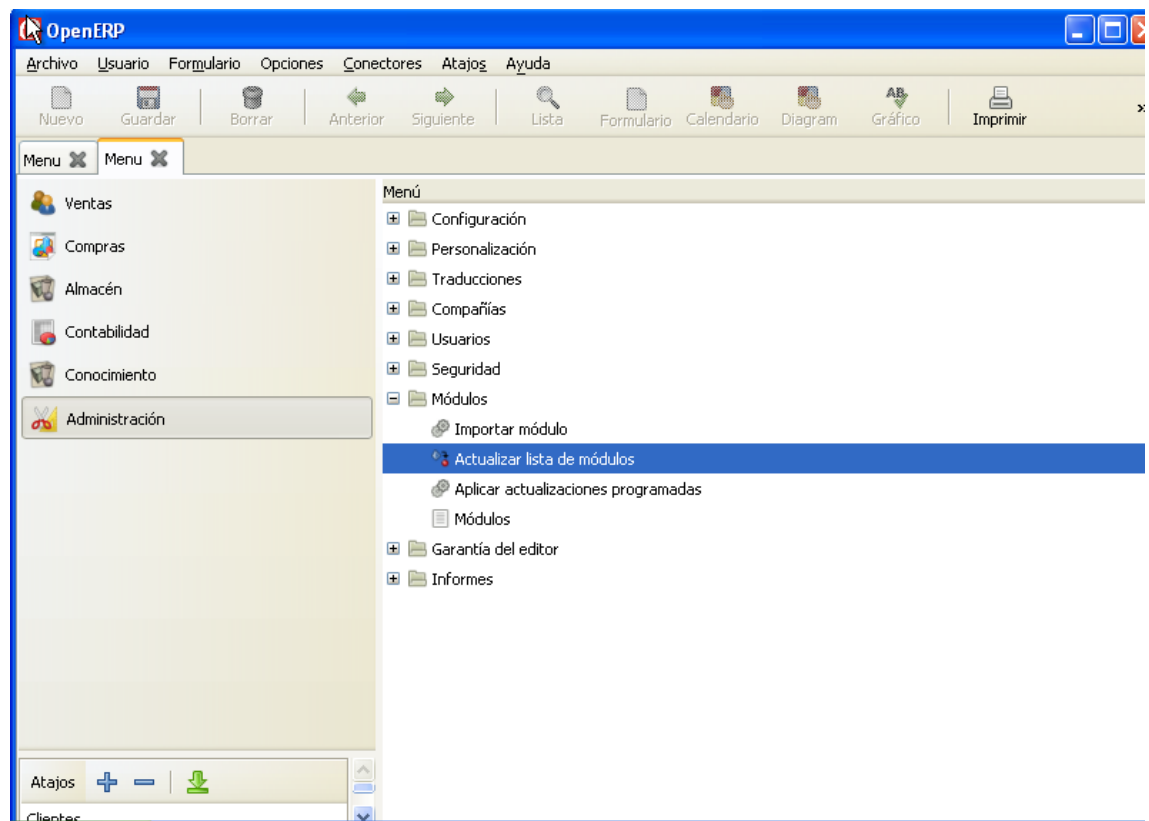 OpenERP
Archivo Usuario Formulario Opciones Conectores Atajos Ayuda
Nuevo Guardar Borrar Anterior Siguiente Lista Formulario Calendario Diagram Gráfico Imprimir
Menu Menu
Ventas
Compras
Almacén
Contabilidad
Conocimiento
Administración
Menú
Configuración
Personalización
Traducciones
Compañías
Usuarios
Seguridad
Módulos
Importar módulo
Actualizar lista de módulos
Aplicar actualizaciones programadas
Módulos
Garantía del editor
Informes
Atajos
Clientes